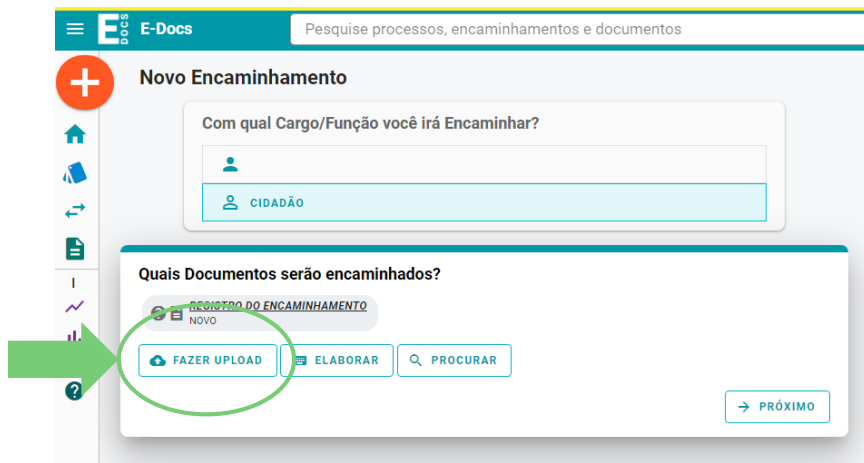 E DOCS E-Docs Pesquise processos, encaminhamentos e documentos
Novo Encaminhamento
Com qual Cargo/Função você irá Encaminhar?
CIDADÃO
Quais Documentos serão encaminhados?
REGISTRO DO ENCAMINHAMENTO
NOVO
FAZER UPLOAD ELABORAR PROCURAR
PRÓXIMO